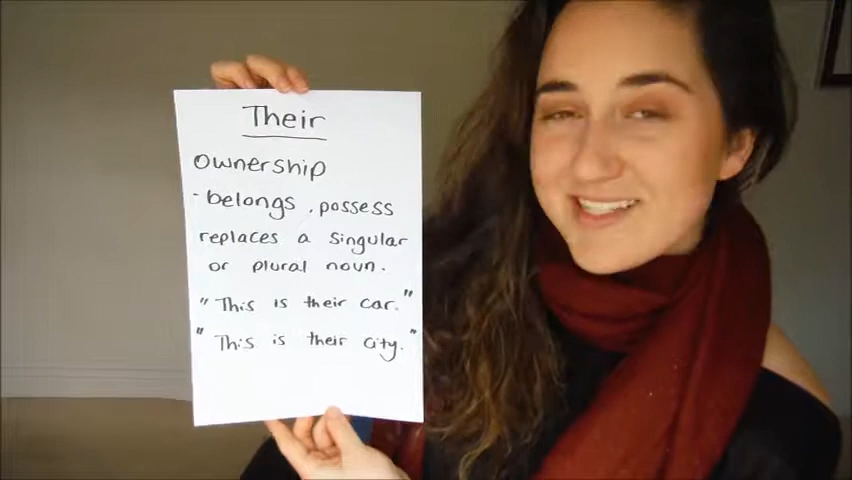 Their
ownership
- belongs, possess
replaces a singular
or plural noun.
"This is their car."
"This is their city."